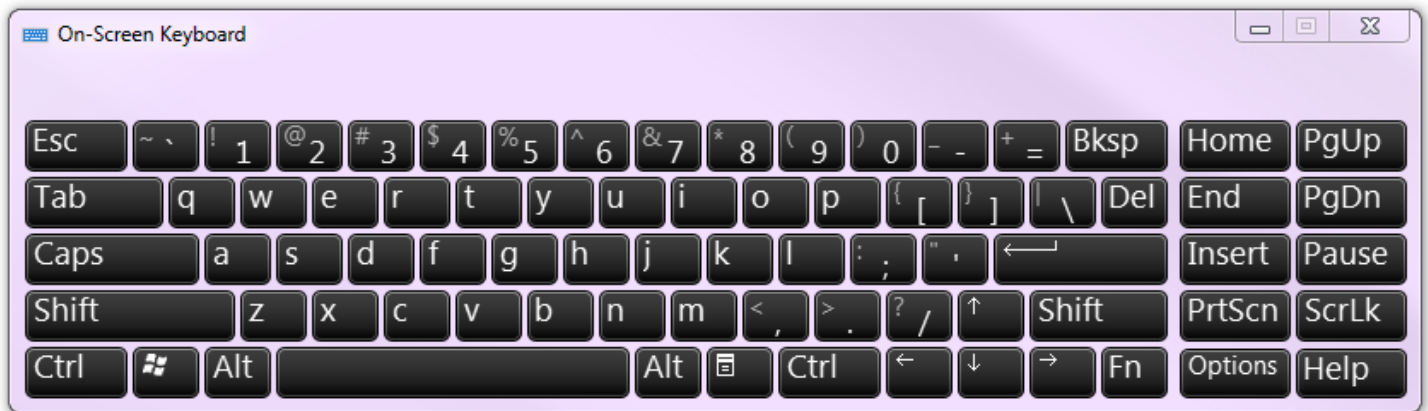 On-Screen Keyboard
Esc ~ ` ! 1 @ 2 # 3 $ 4 % 5 ^ 6 & 7 * 8 ( 9 ) 0 _ - + = Bksp Home PgUp
Tab q w e r t y u i o p { [ } ] | \ Del End PgDn
Caps a s d f g h j k l : ; " ' ← Insert Pause
Shift z x c v b n m < , > . ? / ↑ Shift PrtScn ScrLk
Ctrl Alt Alt Ctrl ← ↓ → Fn Options Help